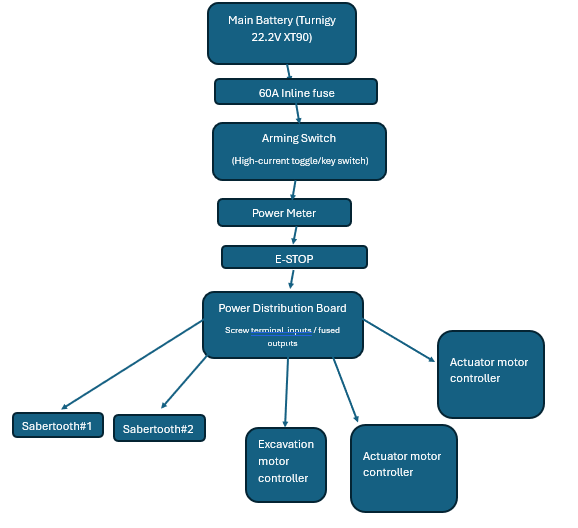 Main Battery (Turnigy
22.2V XT90)
60A Inline fuse
Arming Switch
(High-current toggle/key switch)
Power Meter
E-STOP
Power Distribution Board
Screw terminal inputs / fused
outputs
Actuator motor
controller
Sabertooth#1
Sabertooth#2
Excavation
motor
controller
Actuator motor
controller